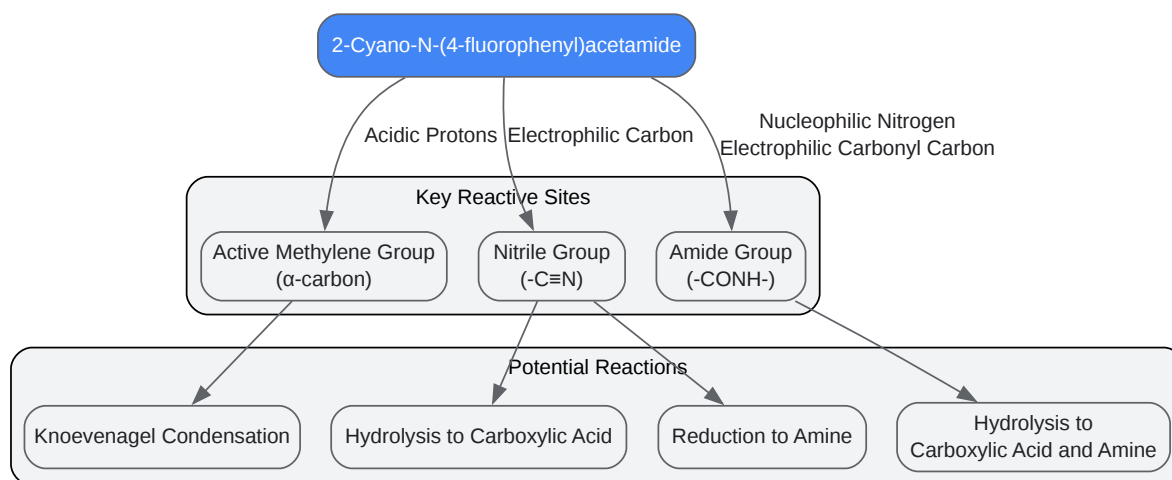 2-Cyano-N-(4-fluorophenyl)acetamide
Acidic Protons
Electrophilic Carbon
Nucleophilic Nitrogen
Electrophilic Carbonyl Carbon
Key Reactive Sites
Active Methylene Group
(α-carbon)
Nitrile Group
(-C≡N)
Amide Group
(-CONH-)
Potential Reactions
Knoevenagel Condensation
Hydrolysis to Carboxylic Acid
Reduction to Amine
Hydrolysis to
Carboxylic Acid and Amine